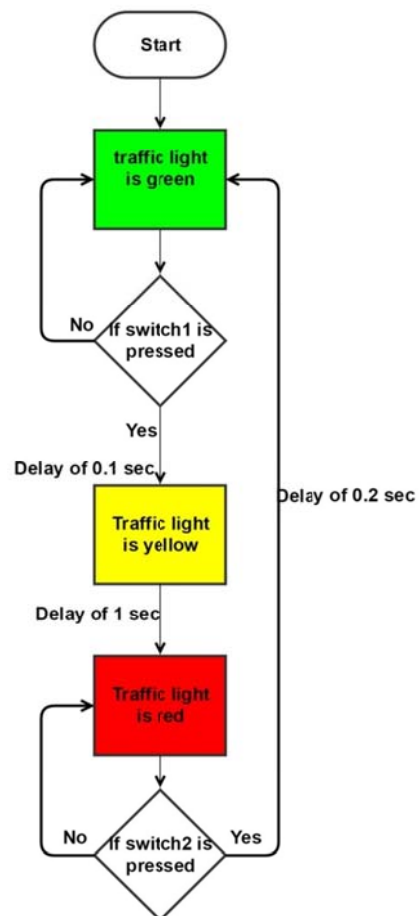 Start
traffic light
is green
No
If switch1 is
pressed
Yes
Delay of 0.1 sec
Traffic light
is yellow
Delay of 0.2 sec
Delay of 1 sec
Traffic light
is red
No
If switch2 is
pressed
Yes